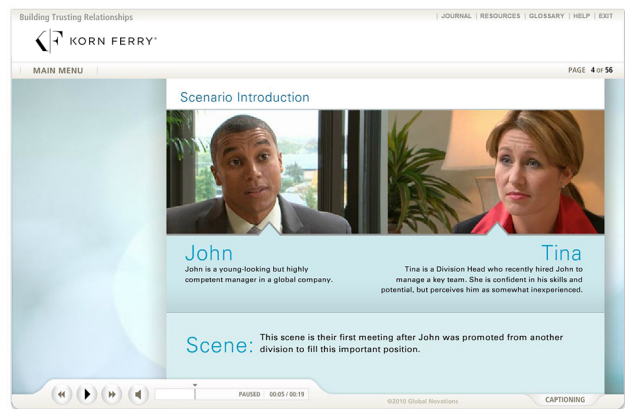 Building Trusting Relationships
| JOURNAL | RESOURCES | GLOSSARY | HELP | EXIT
KORN FERRY®
MAIN MENU
PAGE 4 OF 56
Scenario Introduction
John
John is a young-looking but highly
competent manager in a global company.
Tina
Tina is a Division Head who recently hired John to
manage a key team. She is confident in his skills and
potential, but perceives him as somewhat inexperienced.
Scene: This scene is their first meeting after John was promoted from another
division to fill this important position.
PAUSED 00:05 / 00:19
©2010 Global Novations
CAPTIONING